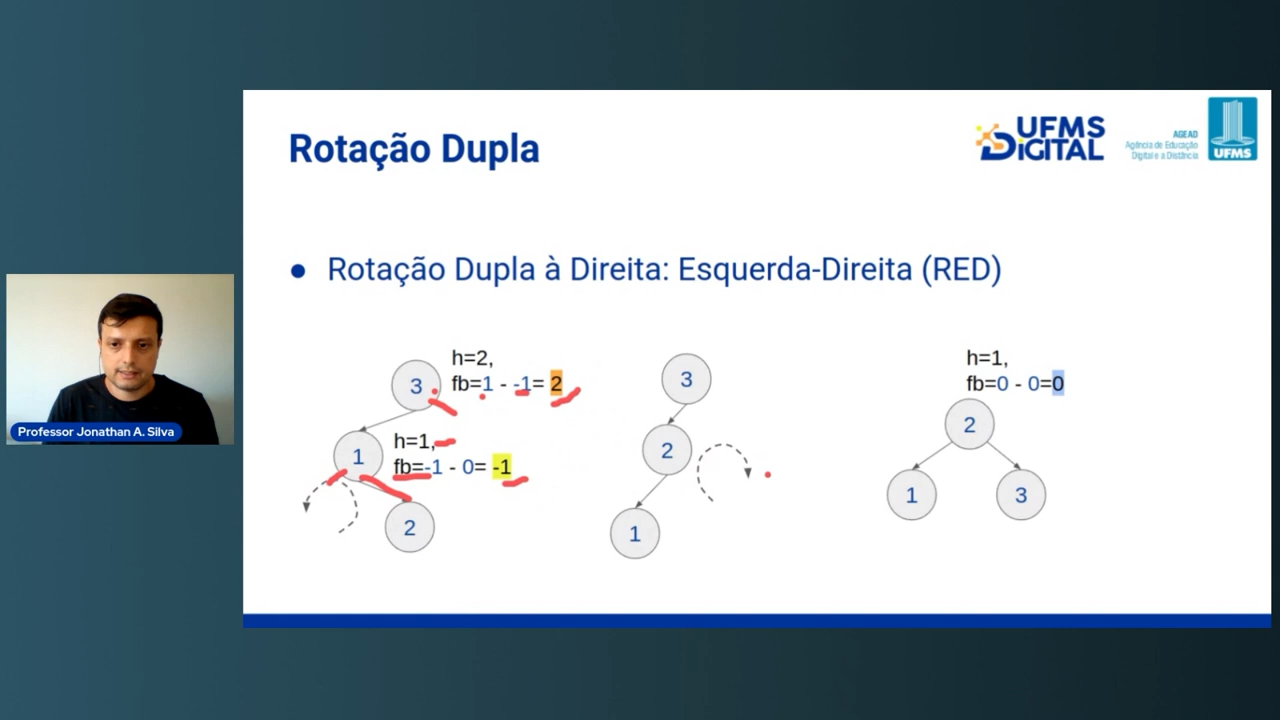 Rotação Dupla
UFMS
DIGITAL
AGEAD
Agência de Educação
Digital e a Distância
UFMS
● Rotação Dupla à Direita: Esquerda-Direita (RED)
h=2,
fb=1 - -1= 2
3
h=1,
fb=-1 - 0= -1
1
2
3
2
1
h=1,
fb=0 - 0=0
2
1
3
Professor Jonathan A. Silva